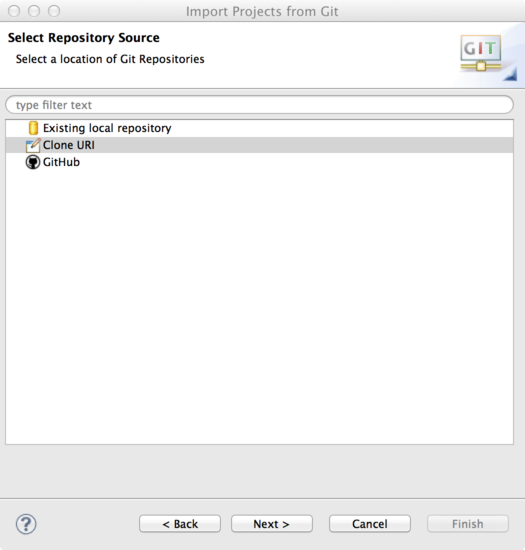 Import Projects from Git
Select Repository Source
Select a location of Git Repositories
GIT
type filter text
Existing local repository
Clone URI
GitHub
?
< Back
Next >
Cancel
Finish